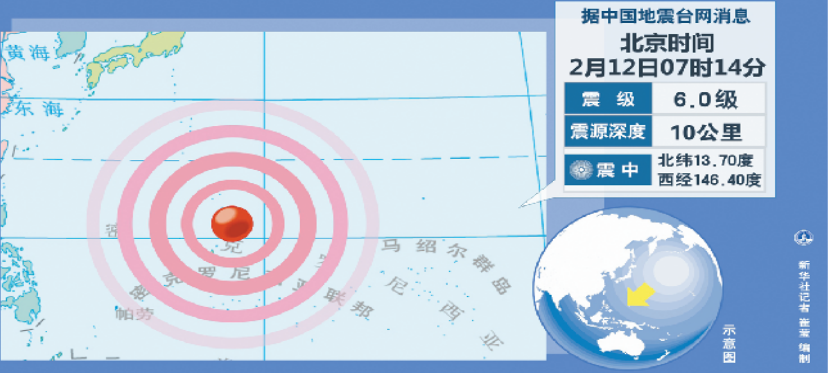 据中国地震台网消息
北京时间
2月12日07时14分
震级 6.0级
震源深度 10公里
震中 北纬13.70度
西经146.40度
黄海
东海
马绍尔群岛
罗尼
联邦
尼西亚
帕劳
示意图
新华社记者 崔莹 编制